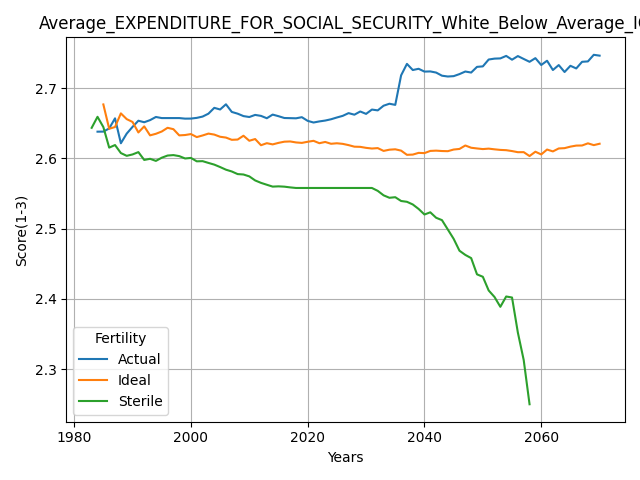 Average_EXPENDITURE_FOR_SOCIAL_SECURITY_White_Below_Average_I
Score(1-3)
2.7
2.6
2.5
2.4
2.3
Fertility
Actual
Ideal
Sterile
1980
2000
2020
2040
2060
Years